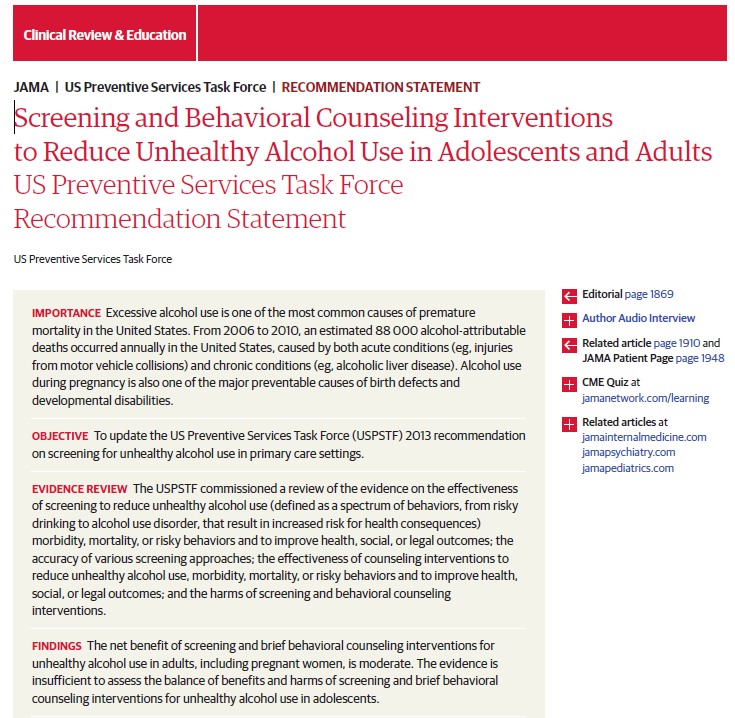 Clinical Review & Education
JAMA | US Preventive Services Task Force | RECOMMENDATION STATEMENT
Screening and Behavioral Counseling Interventions
to Reduce Unhealthy Alcohol Use in Adolescents and Adults
US Preventive Services Task Force
Recommendation Statement
US Preventive Services Task Force
IMPORTANCE Excessive alcohol use is one of the most common causes of premature
mortality in the United States. From 2006 to 2010, an estimated 88 000 alcohol-attributable
deaths occurred annually in the United States, caused by both acute conditions (eg, injuries
from motor vehicle collisions) and chronic conditions (eg, alcoholic liver disease). Alcohol use
during pregnancy is also one of the major preventable causes of birth defects and
developmental disabilities.
OBJECTIVE To update the US Preventive Services Task Force (USPSTF) 2013 recommendation
on screening for unhealthy alcohol use in primary care settings.
EVIDENCE REVIEW The USPSTF commissioned a review of the evidence on the effectiveness
of screening to reduce unhealthy alcohol use (defined as a spectrum of behaviors, from risky
drinking to alcohol use disorder, that result in increased risk for health consequences)
morbidity, mortality, or risky behaviors and to improve health, social, or legal outcomes; the
accuracy of various screening approaches; the effectiveness of counseling interventions to
reduce unhealthy alcohol use, morbidity, mortality, or risky behaviors and to improve health,
social, or legal outcomes; and the harms of screening and behavioral counseling
interventions.
FINDINGS The net benefit of screening and brief behavioral counseling interventions for
unhealthy alcohol use in adults, including pregnant women, is moderate. The evidence is
insufficient to assess the balance of benefits and harms of screening and brief behavioral
counseling interventions for unhealthy alcohol use in adolescents.
Editorial page 1869
Author Audio Interview
Related article page 1910 and
JAMA Patient Page page 1948
CME Quiz at
jamanetwork.com/learning
Related articles at
jamainternalmedicine.com
jamapsychiatry.com
jamapediatrics.com